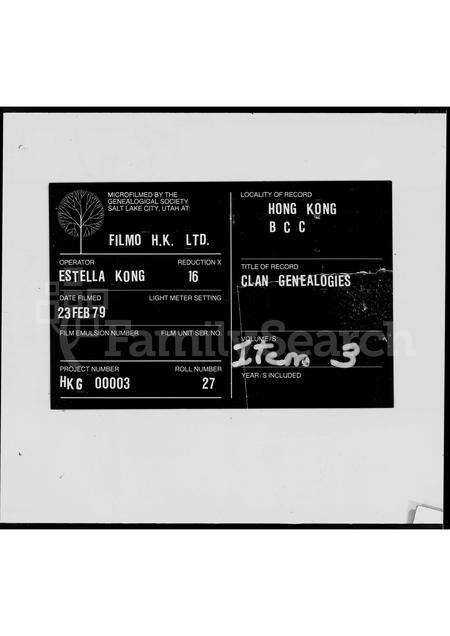 MICROFILMED BY THE
GENEALOGICAL SOCIETY
SALT LAKE CITY, UTAH AT:
FILMO H.K. LTD.
OPERATOR REDUCTION X
ESTELLA KONG 16
DATE FILMED LIGHT METER SETTING
23 FEB 79
FILM EMULSION NUMBER FILM UNIT SER. NO.
PROJECT NUMBER ROLL NUMBER
HKG 00003 27
LOCALITY OF RECORD
HONG KONG
B C C
TITLE OF RECORD
CLAN GENEALOGIES
VOLUME/S
Item 3
YEAR/S INCLUDED
FamilySearch